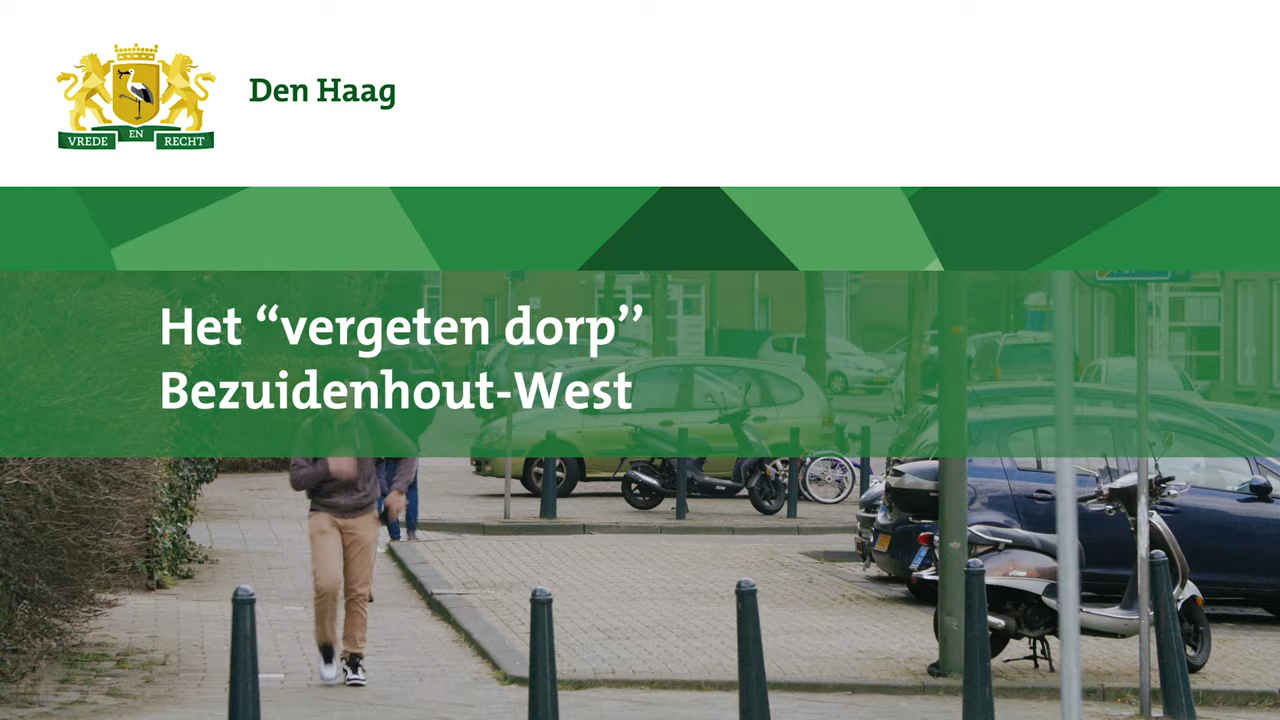 Den Haag
VREDE EN RECHT
Het “vergeten dorp”
Bezuidenhout-West